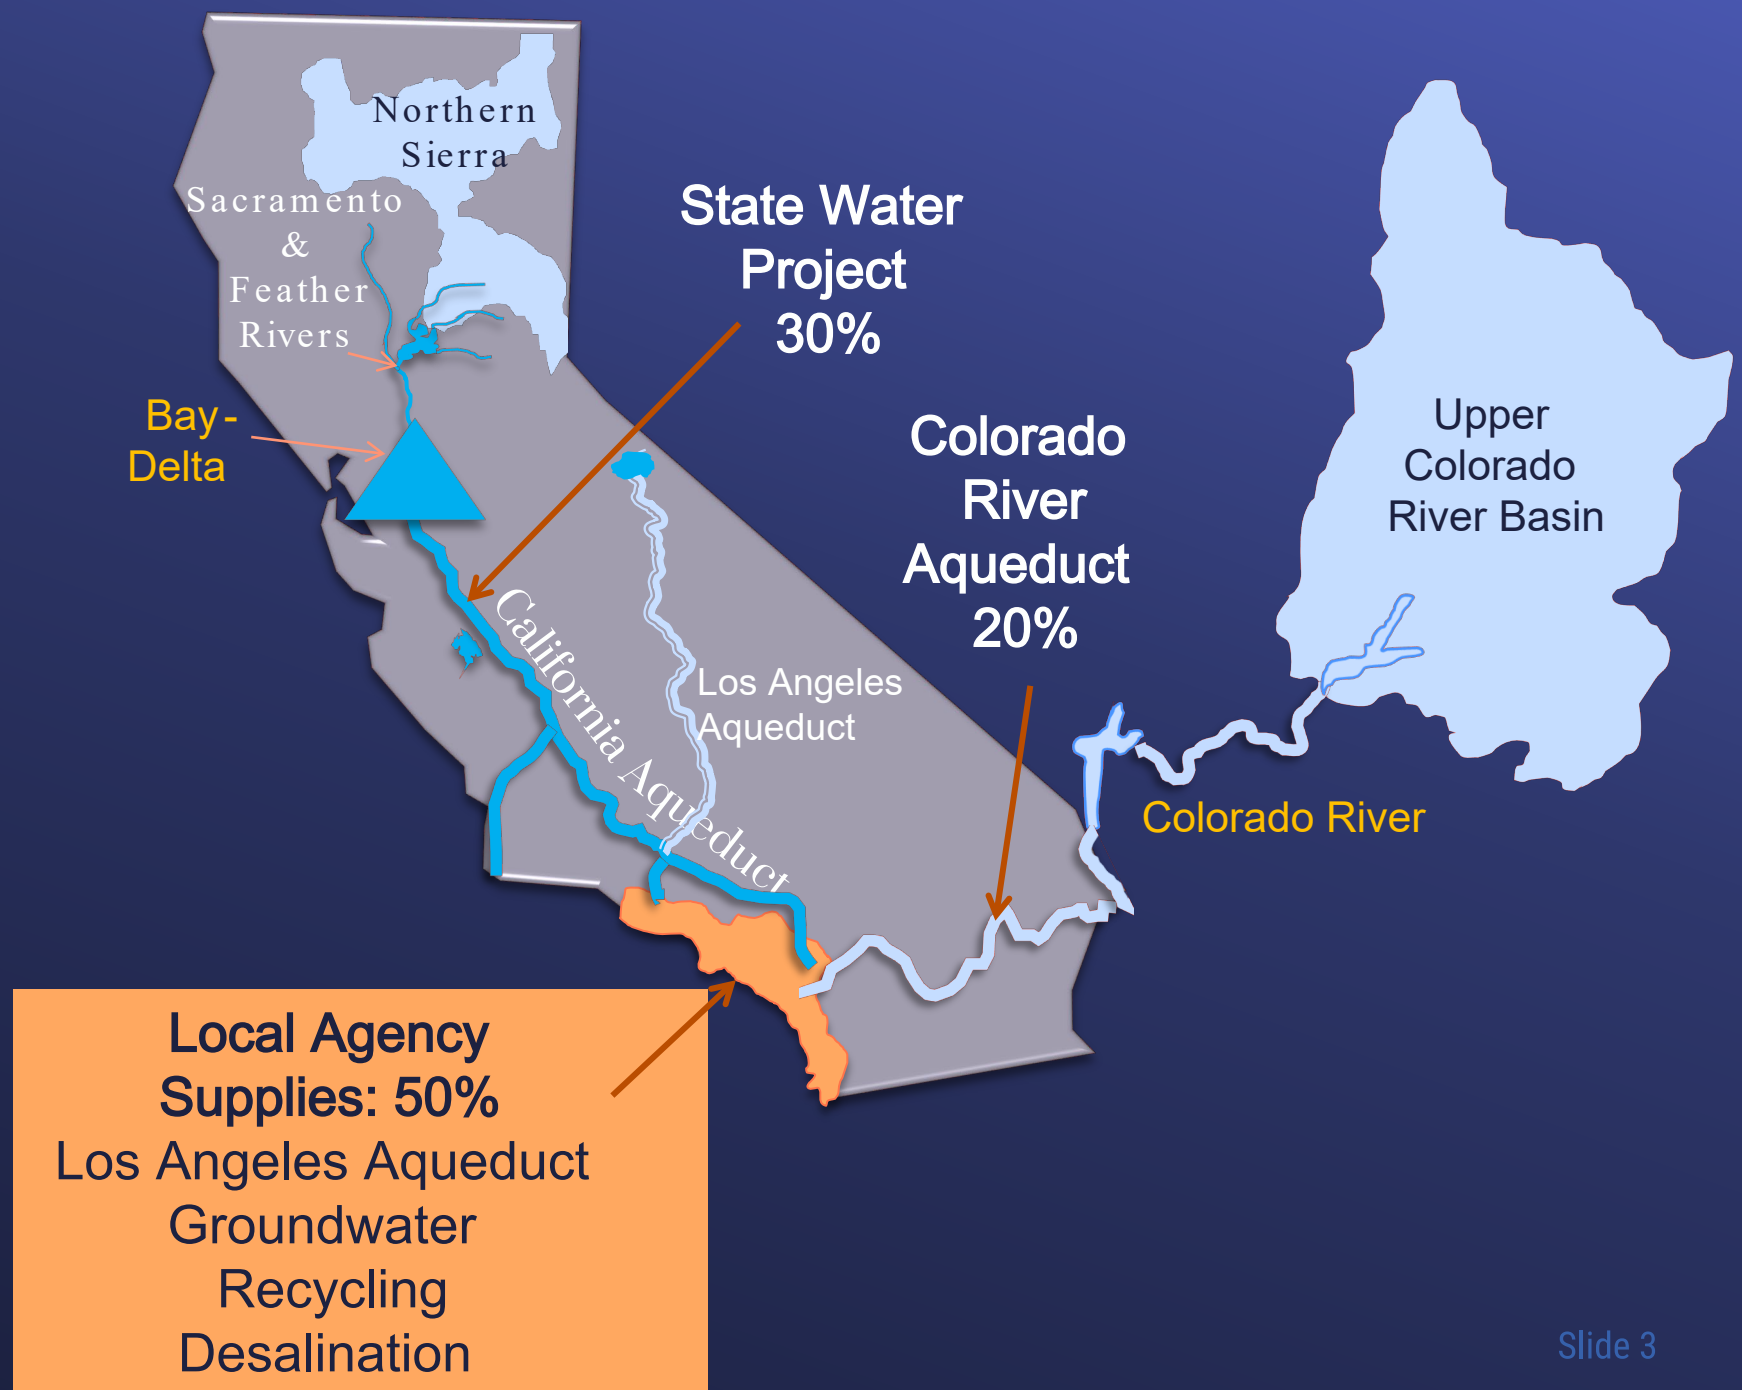 Northern
Sierra
Sacramento
&
Feather
Rivers
Bay-
Delta
State Water
Project
30%
Colorado
River
Aqueduct
20%
Upper
Colorado
River Basin
California Aqueduct
Los Angeles
Aqueduct
Colorado River
Local Agency
Supplies: 50%
Los Angeles Aqueduct
Groundwater
Recycling
Desalination
Slide 3